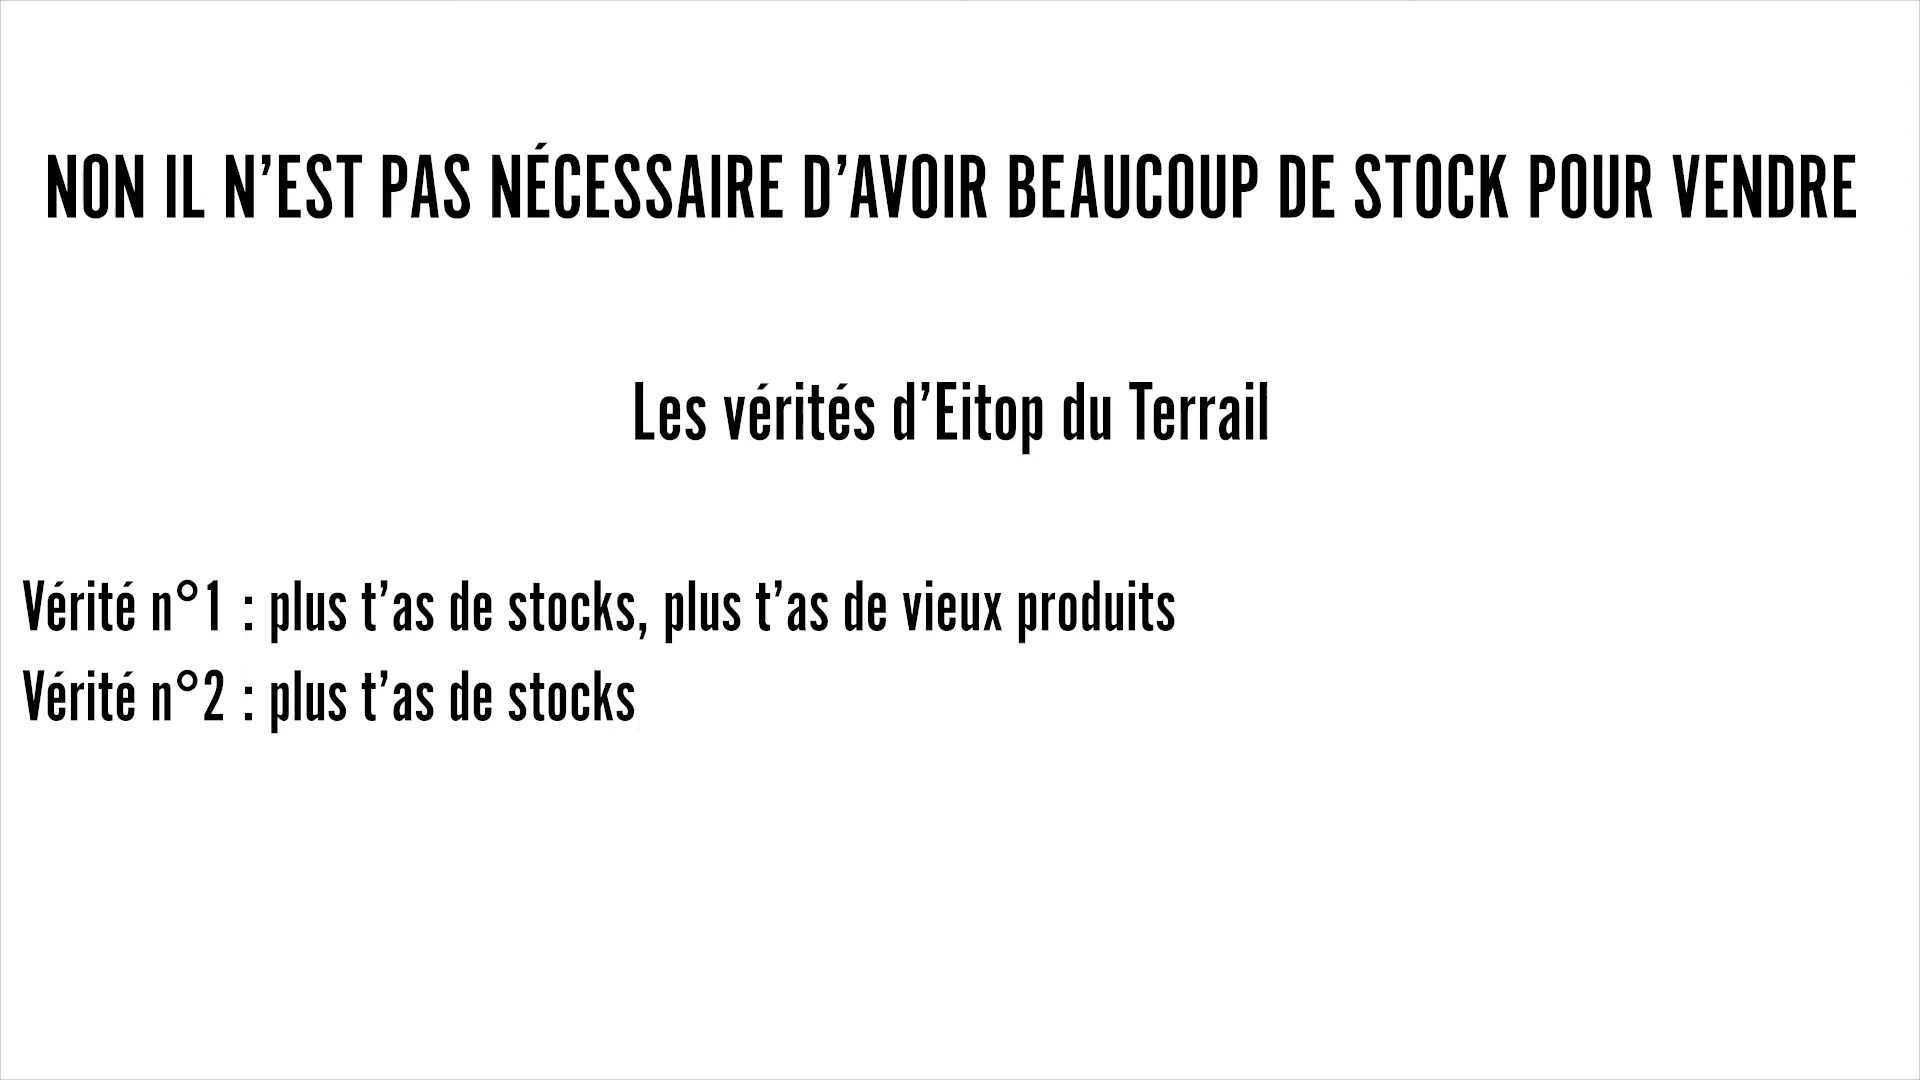 NON IL N’EST PAS NÉCESSAIRE D’AVOIR BEAUCOUP DE STOCK POUR VENDRE
Les vérités d’Eitop du Terrail
Vérité n°1 : plus t’as de stocks, plus t’as de vieux produits
Vérité n°2 : plus t’as de stocks